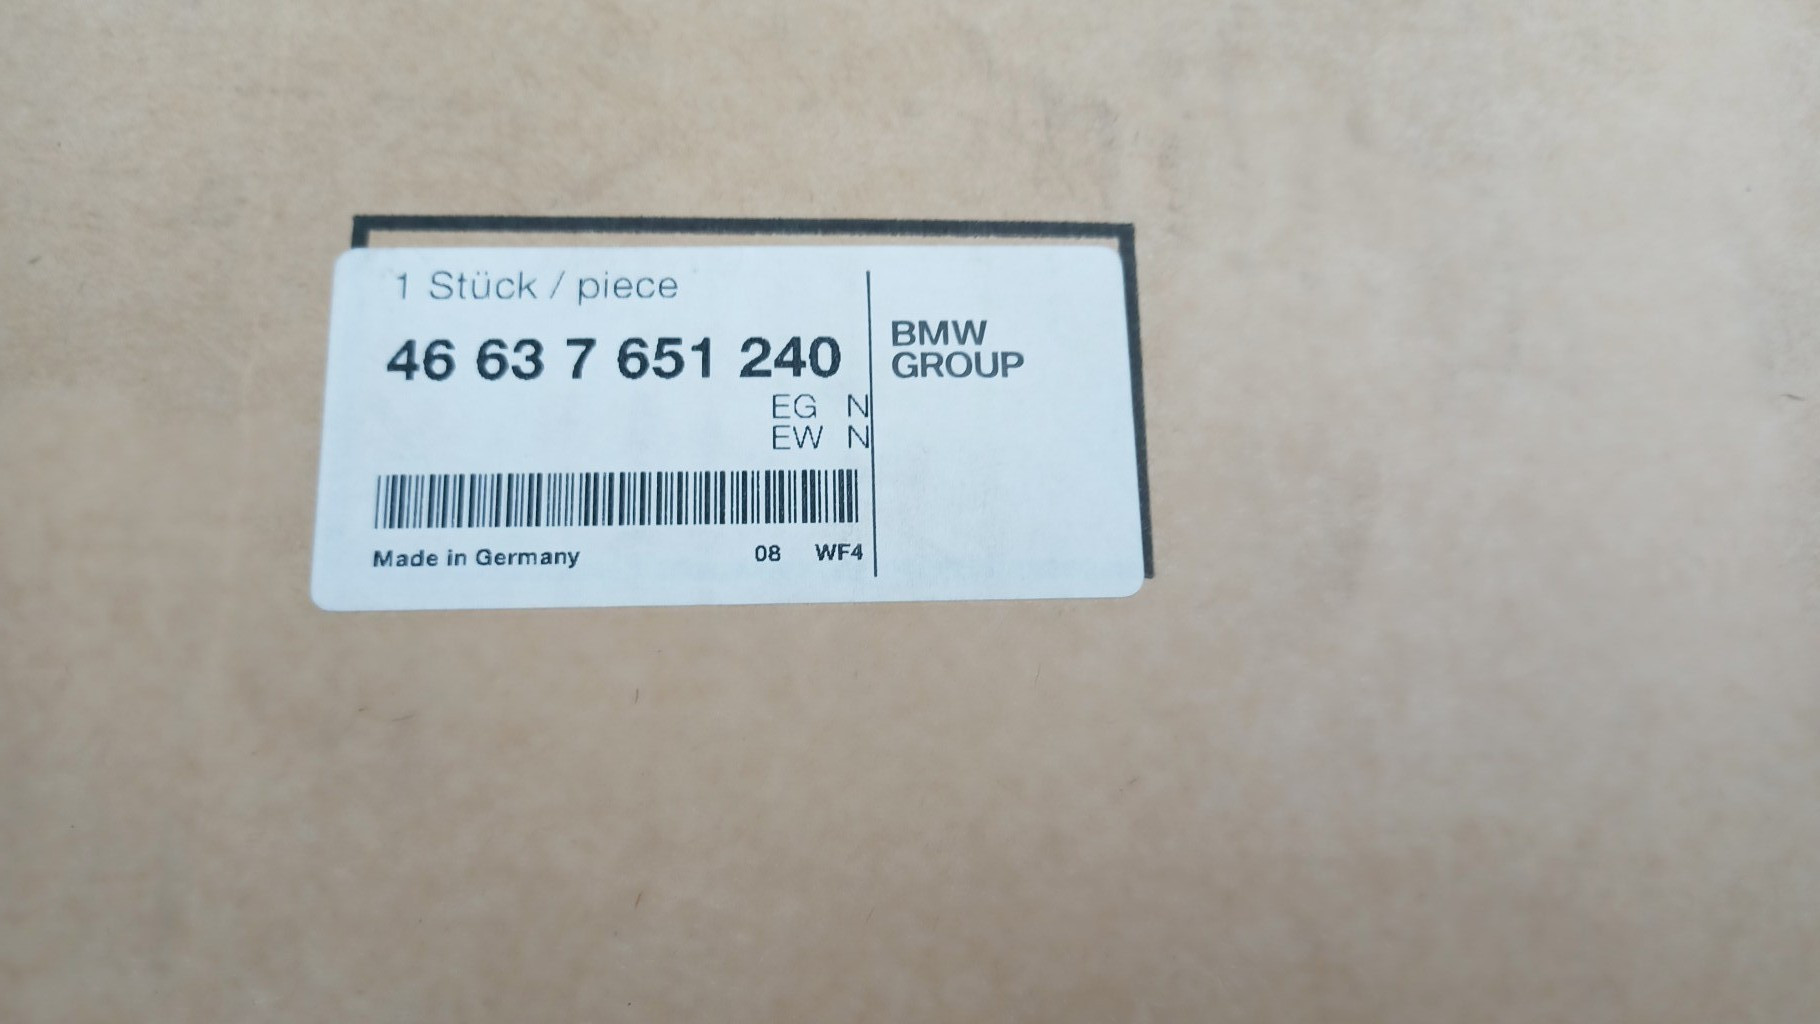 1 Stück / piece
46 63 7 651 240
EG N
EW N
Made in Germany 08 WF4
BMW
GROUP